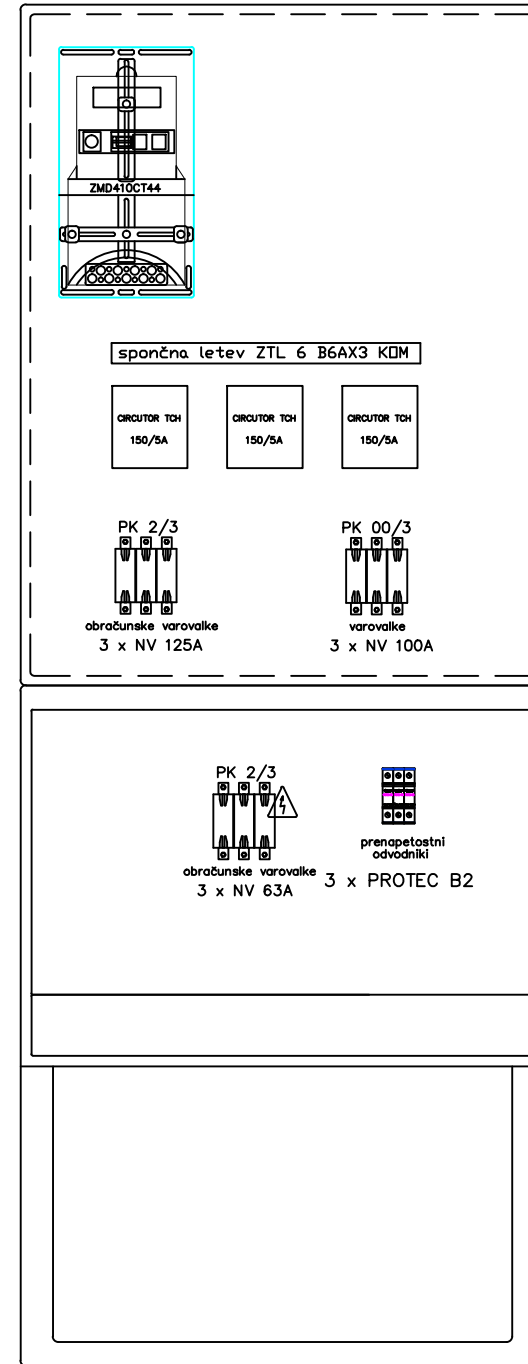 ZMD410CT44
spončna letev ZTL 6 B6AX3 KOM
CIRCUTOR TCH
150/5A
CIRCUTOR TCH
150/5A
CIRCUTOR TCH
150/5A
PK 2/3
obračunske varovalke
3 x NV 125A
PK 00/3
varovalke
3 x NV 100A
PK 2/3
obračunske varovalke
3 x NV 63A
prenapetostni
odvodniki
3 x PROTEC B2